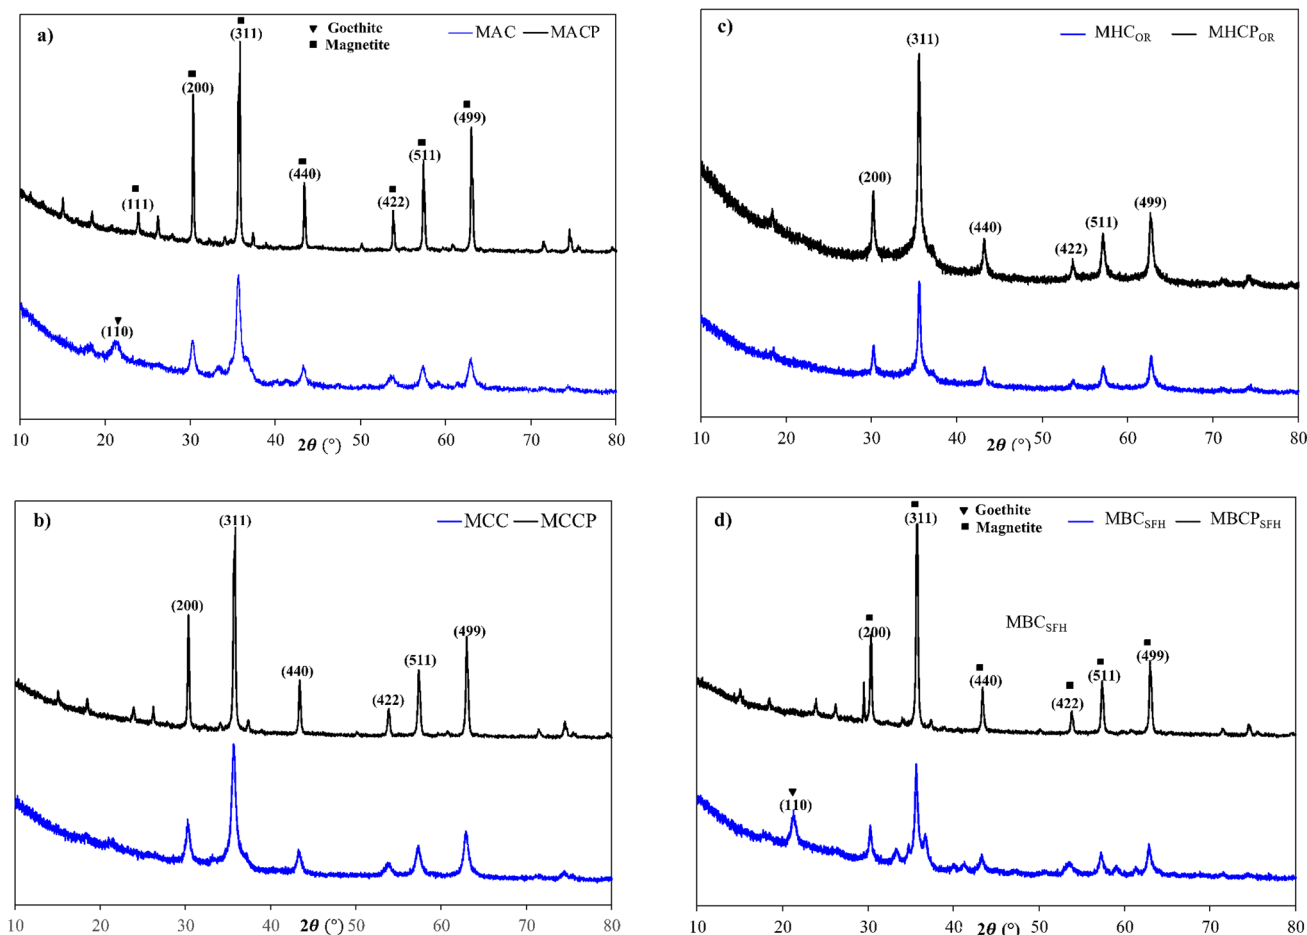 a)
▼ Goethite
■ Magnetite
MAC MACP
(111)
(200)
(311)
(440)
(422)
(511)
(499)
(110)
10 20 30 40 50 60 70 80
2θ (°)
c)
MHCOR MHCPOR
(200)
(311)
(440)
(422)
(511)
(499)
10 20 30 40 50 60 70 80
2θ (°)
b)
MCC MCCP
(200)
(311)
(440)
(422)
(511)
(499)
10 20 30 40 50 60 70 80
2θ (°)
d)
▼ Goethite
■ Magnetite
MBCSFH MBCPSFH
MBCSFH
(200)
(311)
(440)
(422)
(511)
(499)
(110)
10 20 30 40 50 60 70 80
2θ (°)